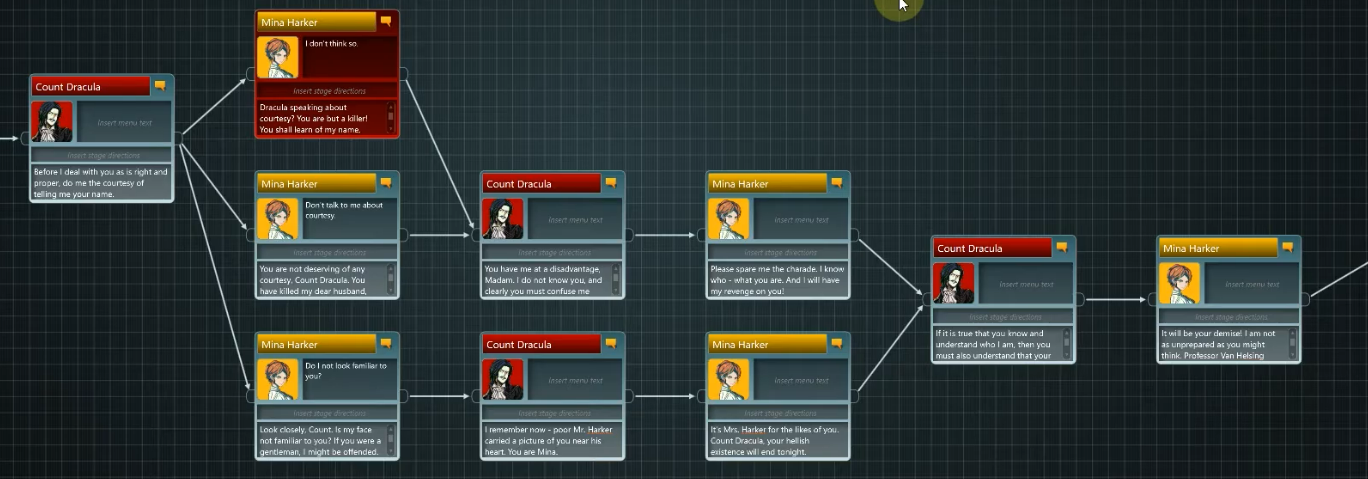 Count Dracula
Insert menu text
Insert stage directions
Before I deal with you as is right and
proper, do me the courtesy of
telling me your name.
Mina Harker
I don't think so.
Insert stage directions
Dracula speaking about
courtesy? You are but a killer!
You shall learn of my name,
Mina Harker
Don't talk to me about
courtesy.
Insert stage directions
You are not deserving of any
courtesy, Count Dracula. You
have killed my dear husband,
Mina Harker
Do I not look familiar to
you?
Insert stage directions
Look closely, Count. Is my face
not familiar to you? If you were a
gentleman, I might be offended.
Count Dracula
Insert menu text
Insert stage directions
You have me at a disadvantage,
Madam. I do not know you, and
clearly you must confuse me
Count Dracula
Insert menu text
Insert stage directions
I remember now - poor Mr. Harker
carried a picture of you near his
heart. You are Mina.
Mina Harker
Insert menu text
Insert stage directions
Please spare me the charade. I know
who - what you are. And I will have
my revenge on you!
Mina Harker
Insert menu text
Insert stage directions
It's Mrs. Harker for the likes of you.
Count Dracula, your hellish
existence will end tonight.
Count Dracula
Insert menu text
Insert stage directions
If it is true that you know and
understand who I am, then you
must also understand that your
Mina Harker
Insert menu text
Insert stage directions
It will be your demise! I am not
as unprepared as you might
think. Professor Van Helsing